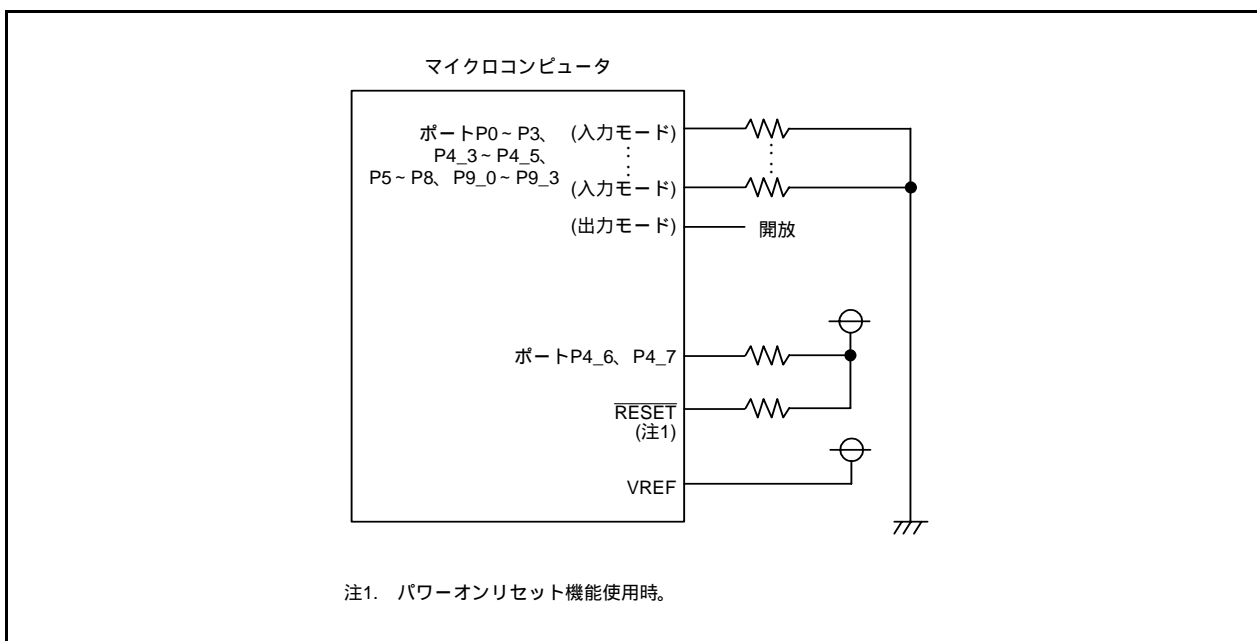 マイクロコンピュータ
ポートP0~P3、 (入力モード)
P4_3~P4_5、
P5~P8、P9_0~P9_3 (入力モード)
(出力モード) 開放
ポートP4_6、P4_7
RESET
(注1)
VREF
注1. パワーオンリセット機能使用時。